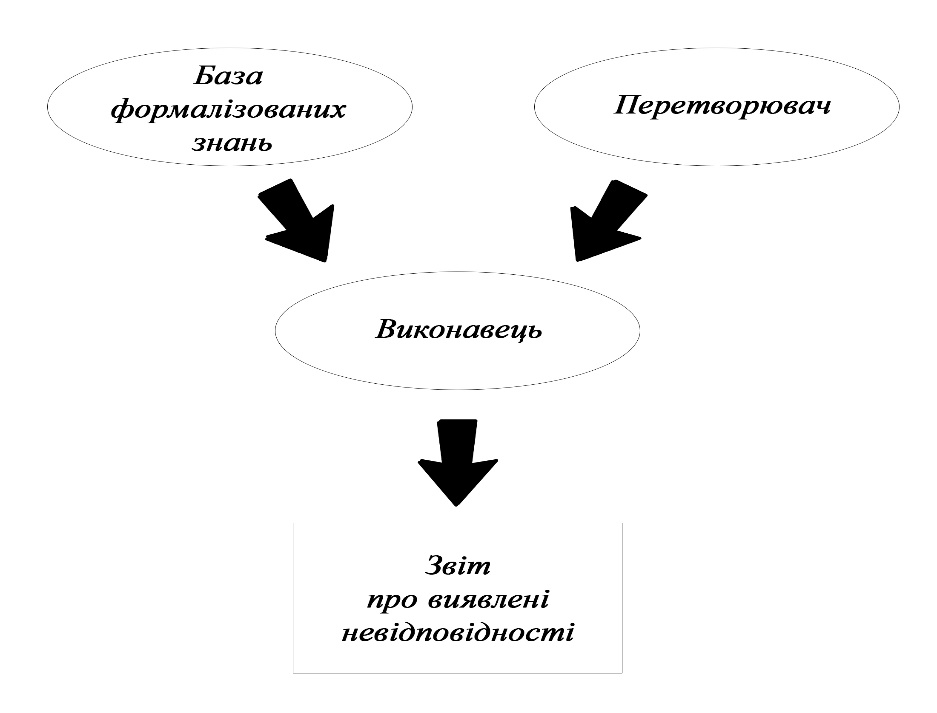 База
формалізованих
знань
Перетворювач
Виконавець
Звіт
про виявлені
невідповідності